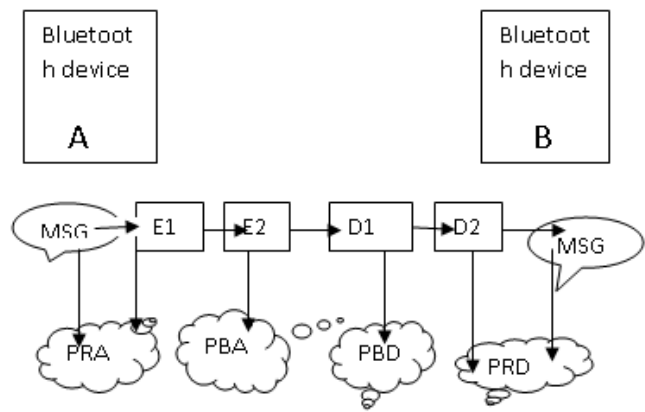 Bluetoot
h device
A
Bluetoot
h device
B
MSG
E1
E2
D1
D2
MSG
PRA
PBA
PBD
PRD